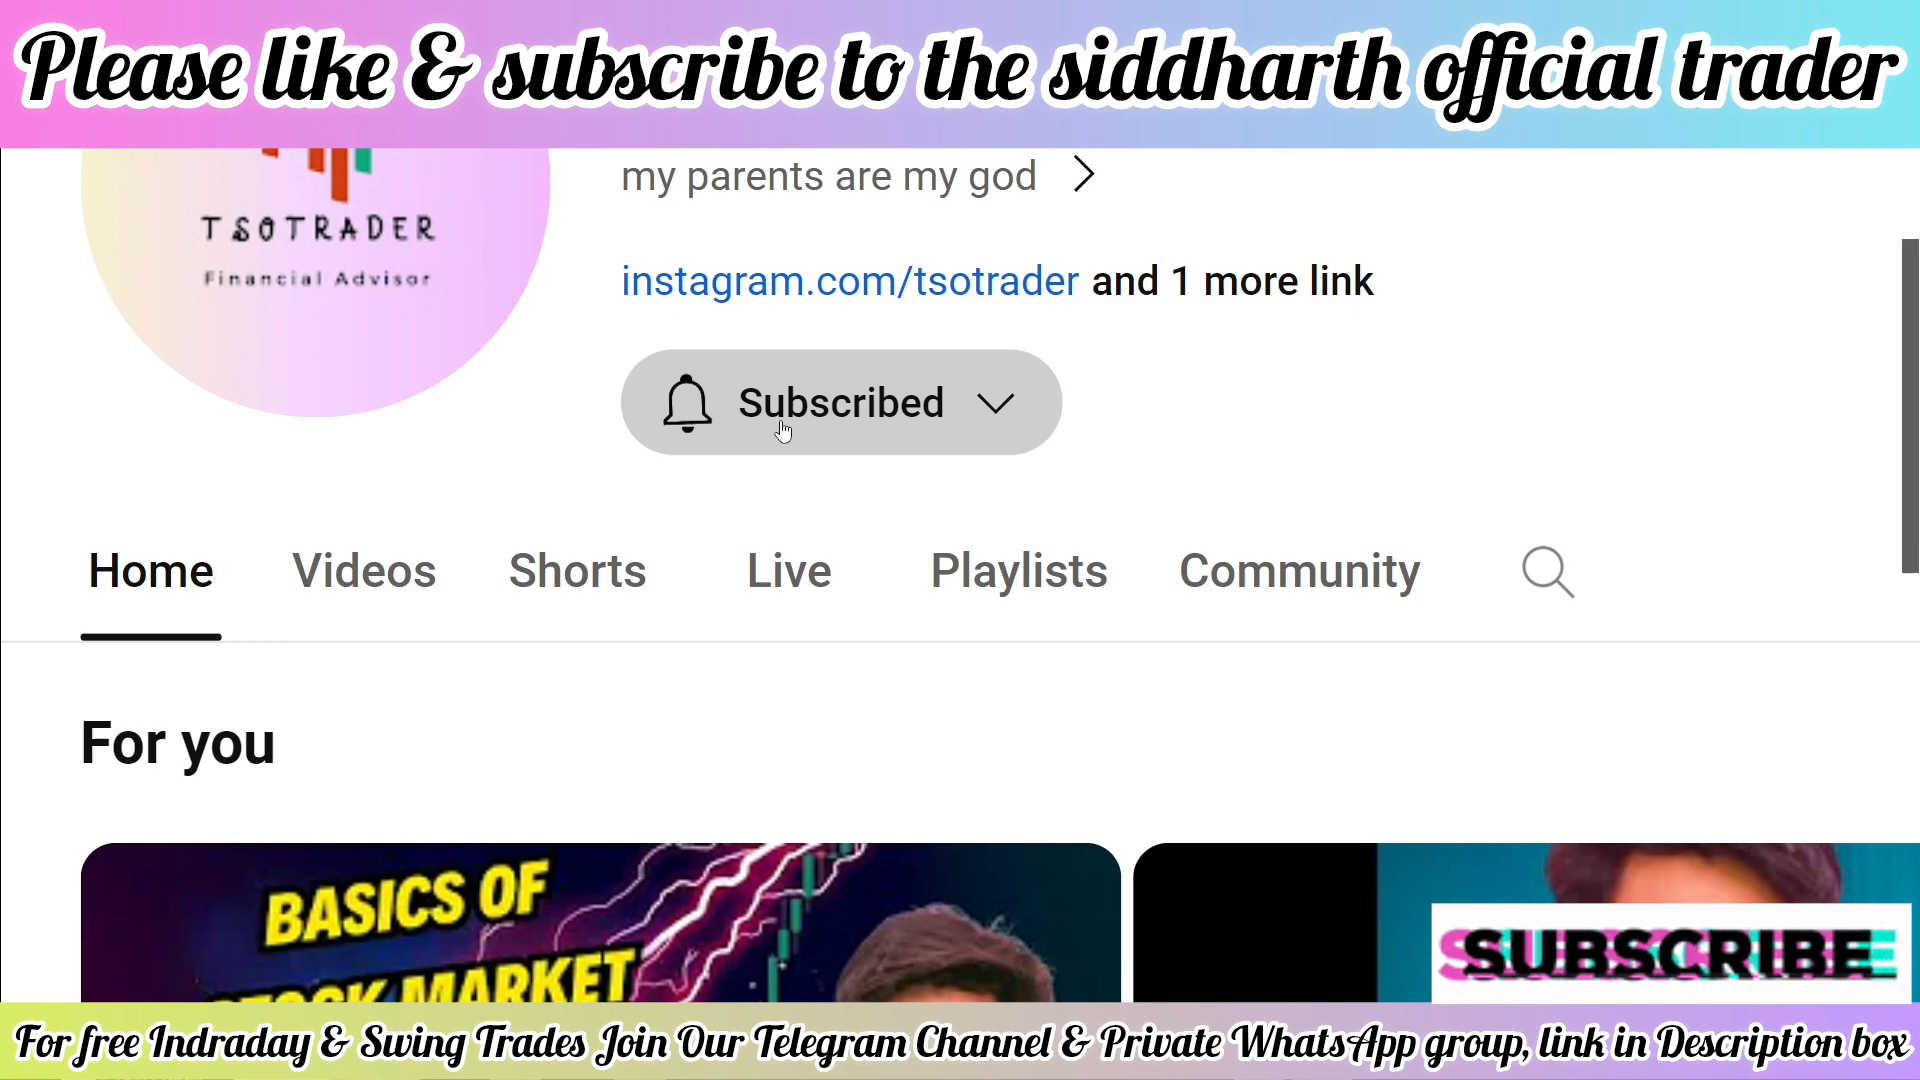 Please like & subscribe to the siddharth official trader
my parents are my god
TSOTRADER
Financial Advisor
instagram.com/tsotrader and 1 more link
Subscribed
Home Videos Shorts Live Playlists Community
For you
BASICS OF
STOCK MARKET
SUBSCRIBE
For free Indraday & Swing Trades Join Our Telegram Channel & Private WhatsApp group, link in Description box